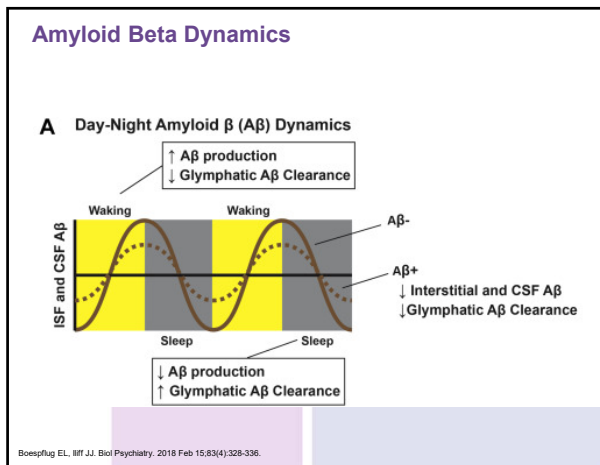 Amyloid Beta Dynamics
A Day-Night Amyloid β (Aβ) Dynamics
↑ Aβ production
↓ Glymphatic Aβ Clearance
Waking
Waking
ISF and CSF Aβ
Aβ-
Aβ+
↓ Interstitial and CSF Aβ
↓Glymphatic Aβ Clearance
Sleep
Sleep
↓ Aβ production
↑ Glymphatic Aβ Clearance
Boespflug EL, Iliff JJ. Biol Psychiatry. 2018 Feb 15;83(4):328-336.